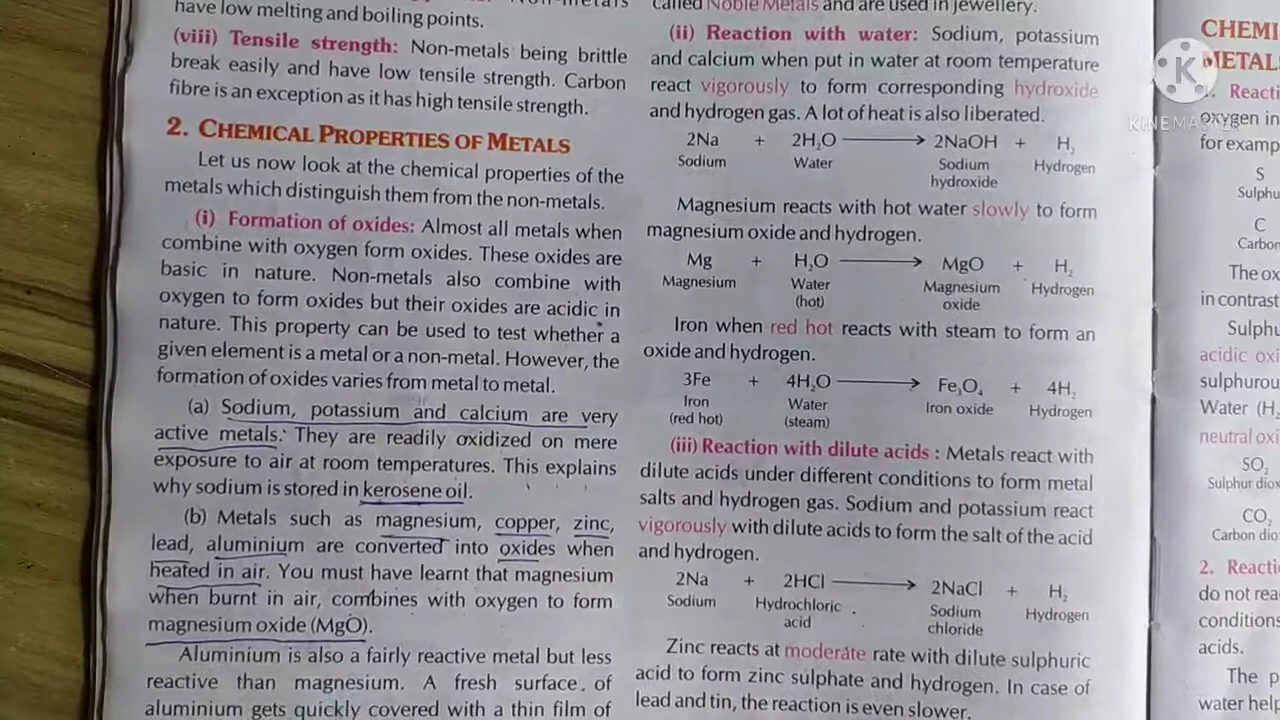 have low melting and boiling points.
(viii) Tensile strength: Non-metals being brittle
break easily and have low tensile strength. Carbon
fibre is an exception as it has high tensile strength.
2. CHEMICAL PROPERTIES OF METALS
Let us now look at the chemical properties of the
metals which distinguish them from the non-metals.
(i) Formation of oxides: Almost all metals when
combine with oxygen form oxides. These oxides are
basic in nature. Non-metals also combine with
oxygen to form oxides but their oxides are acidic in
nature. This property can be used to test whether a
given element is a metal or a non-metal. However, the
formation of oxides varies from metal to metal.
(a) Sodium, potassium and calcium are very
active metals. They are readily oxidized on mere
exposure to air at room temperatures. This explains
why sodium is stored in kerosene oil.
(b) Metals such as magnesium, copper, zinc,
lead, aluminium are converted into oxides when
heated in air. You must have learnt that magnesium
when burnt in air, combines with oxygen to form
magnesium oxide (MgO).
Aluminium is also a fairly reactive metal but less
reactive than magnesium. A fresh surface of
aluminium gets quickly covered with a thin film of
called Noble Metals and are used in jewellery.
(ii) Reaction with water: Sodium, potassium
and calcium when put in water at room temperature
react vigorously to form corresponding hydroxide
and hydrogen gas. A lot of heat is also liberated.
2Na + 2H₂O ⟶ 2NaOH + H₂
Sodium Water Sodium Hydrogen
hydroxide
Magnesium reacts with hot water slowly to form
magnesium oxide and hydrogen.
Mg + H₂O ⟶ MgO + H₂
Magnesium Water Magnesium Hydrogen
(hot) oxide
Iron when red hot reacts with steam to form an
oxide and hydrogen.
3Fe + 4H₂O ⟶ Fe₃O₄ + 4H₂
Iron Water Iron oxide Hydrogen
(red hot) (steam)
(iii) Reaction with dilute acids : Metals react with
dilute acids under different conditions to form metal
salts and hydrogen gas. Sodium and potassium react
vigorously with dilute acids to form the salt of the acid
and hydrogen.
2Na + 2HCl ⟶ 2NaCl + H₂
Sodium Hydrochloric Sodium Hydrogen
acid chloride
Zinc reacts at moderate rate with dilute sulphuric
acid to form zinc sulphate and hydrogen. In case of
lead and tin, the reaction is even slower.
K
KINEMASTER
oxygen in
S
C
Carbon
The
in contrast
acidic
Water
SO₂
CO₂
2.
do not
conditions
acids.
The
water